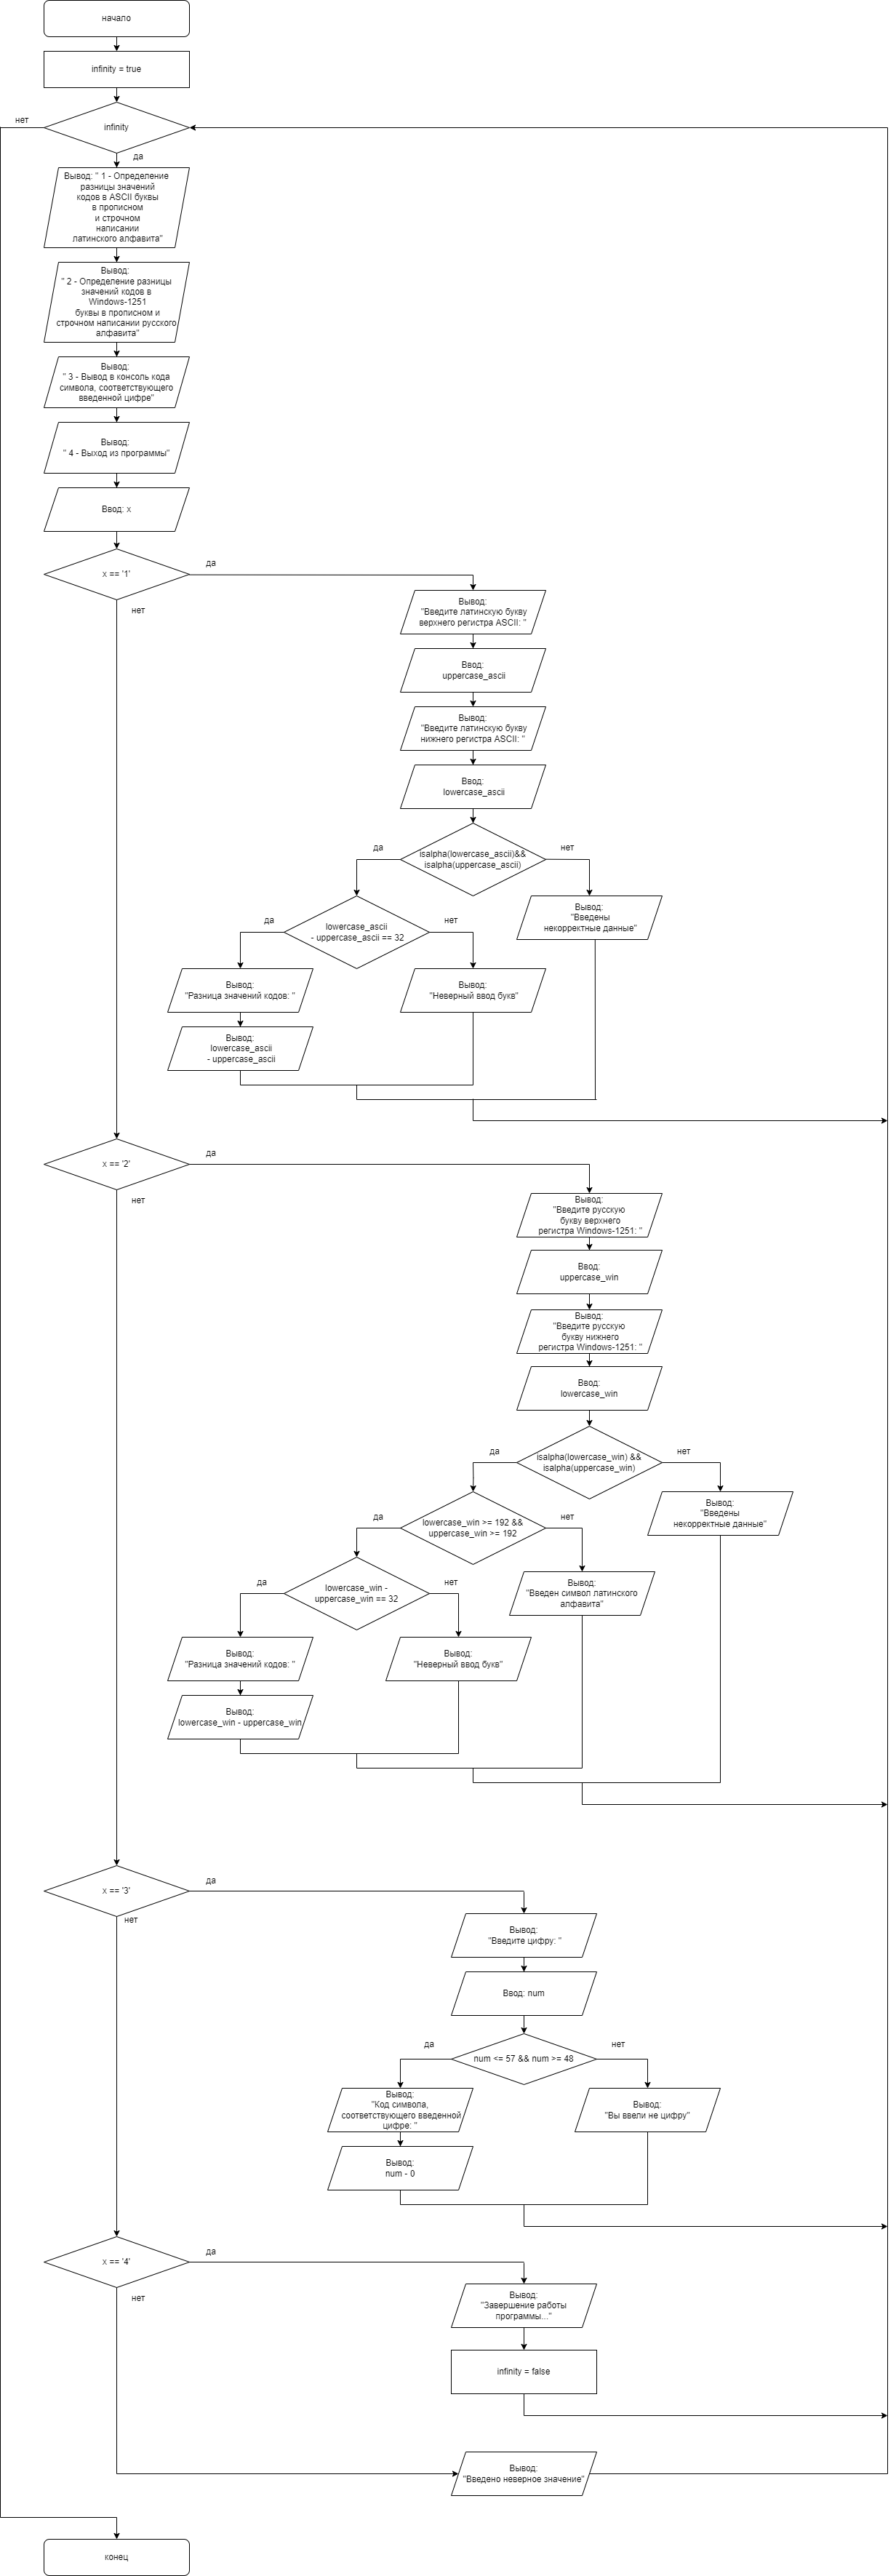 начало
infinity = true
нет
infinity
да
Вывод: " 1 - Определение
разницы значений
кодов в ASCII буквы
в прописном
и строчном
написании
латинского алфавита"
Вывод:
" 2 - Определение разницы
значений кодов в
Windows-1251
буквы в прописном и
строчном написании русского
алфавита"
Вывод:
" 3 - Вывод в консоль кода
символа, соответствующего
введенной цифре"
Вывод:
" 4 - Выход из программы"
Ввод: x
x == '1'
да
нет
Вывод:
"Введите латинскую букву
верхнего регистра ASCII: "
Ввод:
uppercase_ascii
Вывод:
"Введите латинскую букву
нижнего регистра ASCII: "
Ввод:
lowercase_ascii
да
isalpha(lowercase_ascii)&&
isalpha(uppercase_ascii)
нет
Вывод:
"Введены
некорректные данные"
да
lowercase_ascii
- uppercase_ascii == 32
нет
Вывод:
"Разница значений кодов: "
Вывод:
"Неверный ввод букв"
Вывод:
lowercase_ascii
- uppercase_ascii
x == '2'
да
нет
Вывод:
"Введите русскую
букву верхнего
регистра Windows-1251: "
Ввод:
uppercase_win
Вывод:
"Введите русскую
букву нижнего
регистра Windows-1251: "
Ввод:
lowercase_win
да
isalpha(lowercase_win) &&
isalpha(uppercase_win)
нет
Вывод:
"Введены
некорректные данные"
да
lowercase_win >= 192 &&
uppercase_win >= 192
нет
Вывод:
"Введен символ латинского
алфавита"
да
lowercase_win -
uppercase_win == 32
нет
Вывод:
"Разница значений кодов: "
Вывод:
"Неверный ввод букв"
Вывод:
lowercase_win - uppercase_win
x == '3'
да
нет
Вывод:
"Введите цифру: "
Ввод: num
да
num <= 57 && num >= 48
нет
Вывод:
"Код символа,
соответствующего введенной
цифре: "
Вывод:
"Вы ввели не цифру"
Вывод:
num - 0
x == '4'
да
нет
Вывод:
"Завершение работы
программы..."
infinity = false
Вывод:
"Введено неверное значение"
конец